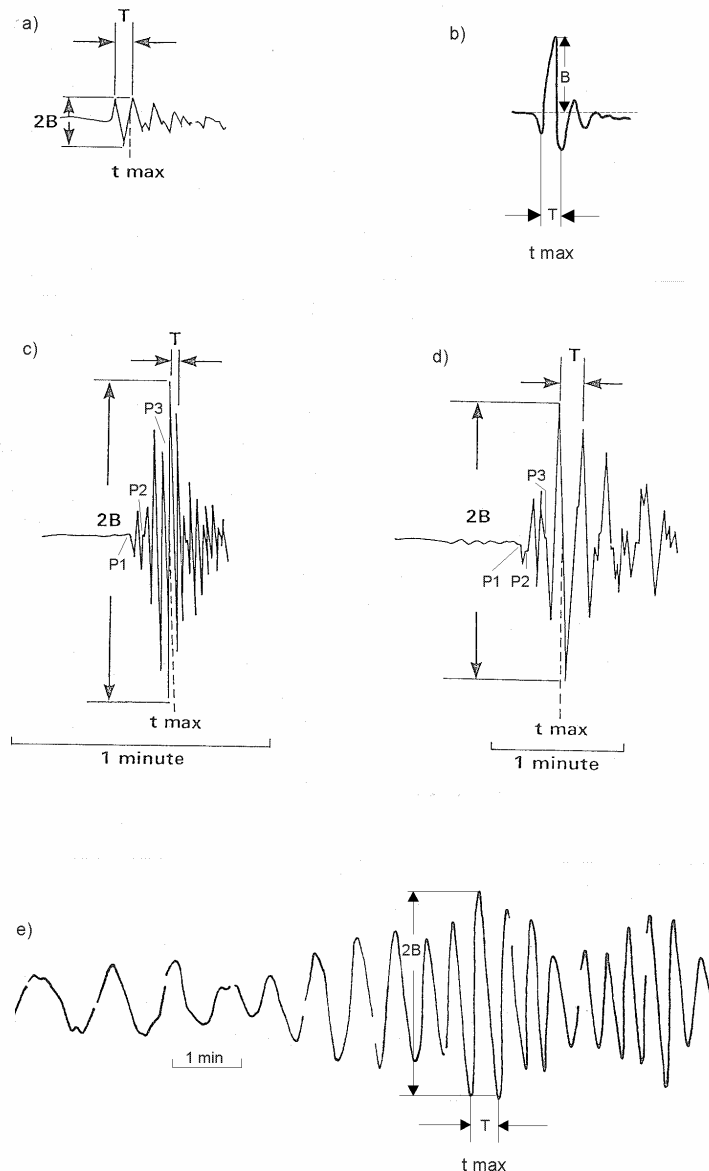 a)
T
2B
t max
b)
B
T
t max
c)
T
P3
P2
2B
P1
t max
1 minute
d)
T
P3
2B
P1
P2
t max
1 minute
e)
2B
1 min
T
t max